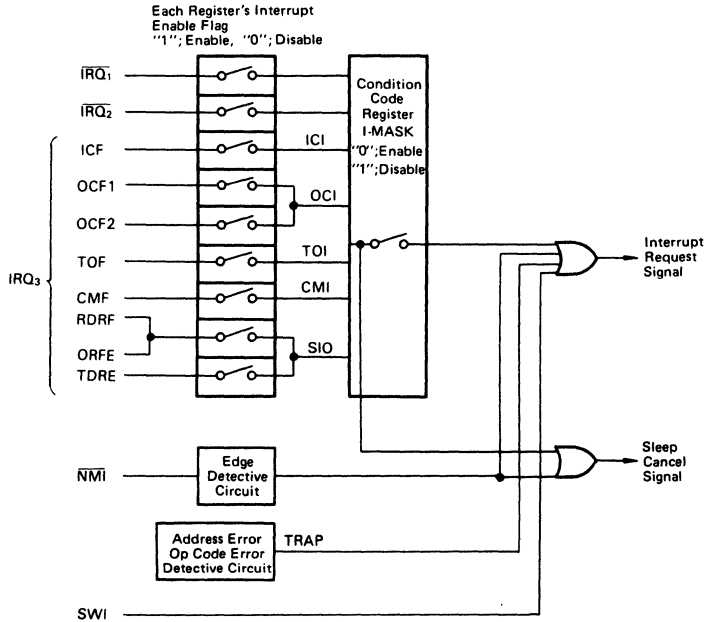 Each Register's Interrupt
Enable Flag
"1"; Enable, "0"; Disable
IRQ₁
IRQ₂
ICF
OCF1
OCF2
TOF
CMF
RDRF
ORFE
TDRE
IRQ₃
ICI
OCI
TOI
CMI
SIO
Condition
Code
Register
I-MASK
"0";Enable
"1";Disable
Interrupt
Request
Signal
NMI
Edge
Detective
Circuit
Sleep
Cancel
Signal
Address Error
Op Code Error
Detective Circuit
TRAP
SWI